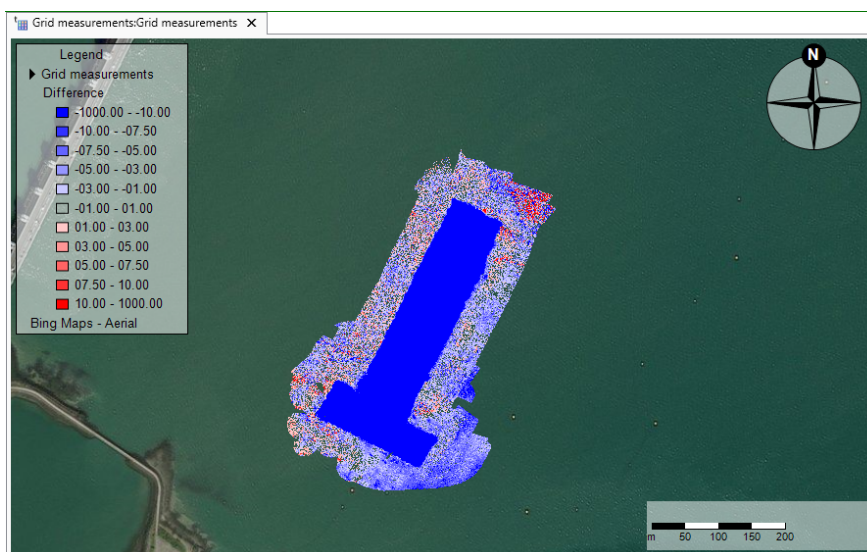 Grid measurements:Grid measurements X
Legend
Grid measurements
Difference
-1000.00 - -10.00
-10.00 - -07.50
-07.50 - -05.00
-05.00 - -03.00
-03.00 - -01.00
-01.00 - 01.00
01.00 - 03.00
03.00 - 05.00
05.00 - 07.50
07.50 - 10.00
10.00 - 1000.00
Bing Maps - Aerial
N
m 50 100 150 200